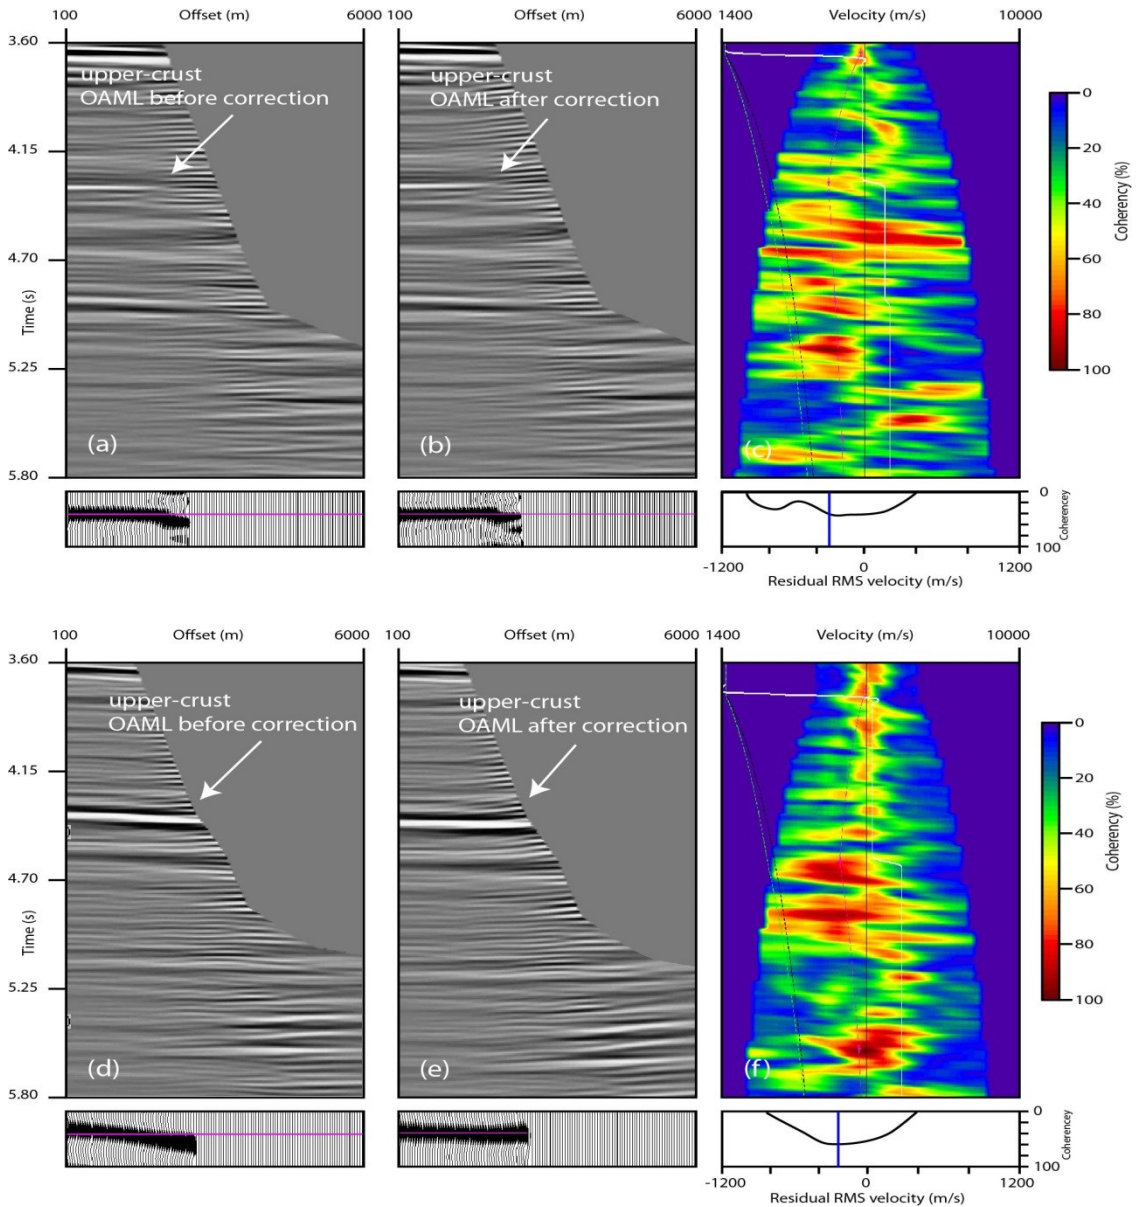 100 Offset (m) 6000 100 Offset (m) 6000 1400 Velocity (m/s) 10000
3.60
upper-crust
OAML before correction
upper-crust
OAML after correction
4.15
4.70
Time (s)
5.25
5.80
(a)
(b)
(c)
0
20
40
60
80
100
Coherency (%)
0
100
Coherencey
-1200 0 1200
Residual RMS velocity (m/s)
100 Offset (m) 6000 100 Offset (m) 6000 1400 Velocity (m/s) 10000
3.60
upper-crust
OAML before correction
upper-crust
OAML after correction
4.15
4.70
Time (s)
5.25
5.80
(d)
(e)
(f)
0
20
40
60
80
100
Coherency (%)
0
100
Coherencey
-1200 0 1200
Residual RMS velocity (m/s)